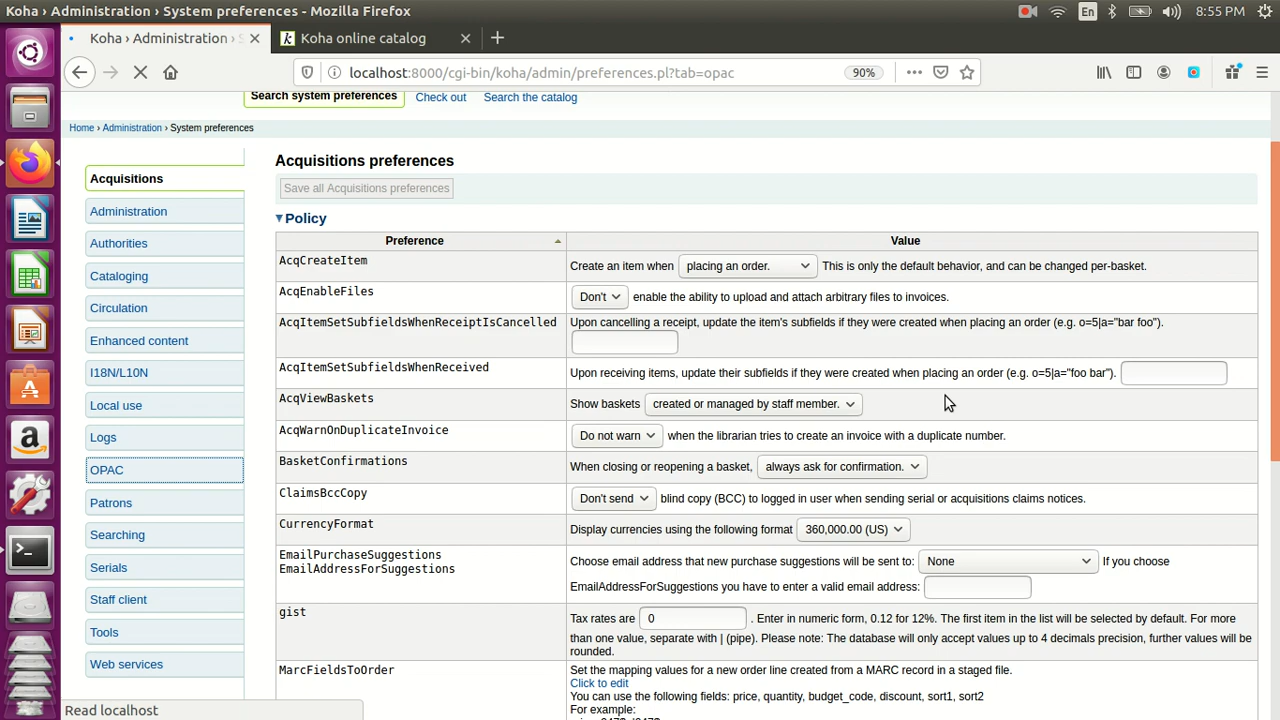 Koha › Administration › System preferences - Mozilla Firefox
En
8:55 PM
Koha › Administration ›
Koha online catalog
localhost:8000/cgi-bin/koha/admin/preferences.pl?tab=opac
90%
Search system preferences
Check out
Search the catalog
Home › Administration › System preferences
Acquisitions
Administration
Authorities
Cataloging
Circulation
Enhanced content
I18N/L10N
Local use
Logs
OPAC
Patrons
Searching
Serials
Staff client
Tools
Web services
Acquisitions preferences
Save all Acquisitions preferences
Policy
Preference
Value
AcqCreateItem
Create an item when placing an order. This is only the default behavior, and can be changed per-basket.
AcqEnableFiles
Don't enable the ability to upload and attach arbitrary files to invoices.
AcqItemSetSubfieldsWhenReceiptIsCancelled
Upon cancelling a receipt, update the item's subfields if they were created when placing an order (e.g. o=5|a="bar foo").
AcqItemSetSubfieldsWhenReceived
Upon receiving items, update their subfields if they were created when placing an order (e.g. o=5|a="foo bar").
AcqViewBaskets
Show baskets created or managed by staff member.
AcqWarnOnDuplicateInvoice
Do not warn when the librarian tries to create an invoice with a duplicate number.
BasketConfirmations
When closing or reopening a basket, always ask for confirmation.
ClaimsBccCopy
Don't send blind copy (BCC) to logged in user when sending serial or acquisitions claims notices.
CurrencyFormat
Display currencies using the following format 360,000.00 (US)
EmailPurchaseSuggestions
EmailAddressForSuggestions
Choose email address that new purchase suggestions will be sent to: None If you choose
EmailAddressForSuggestions you have to enter a valid email address:
gist
Tax rates are 0 . Enter in numeric form, 0.12 for 12%. The first item in the list will be selected by default. For more
than one value, separate with | (pipe). Please note: The database will only accept values up to 4 decimals precision, further values will be
rounded.
MarcFieldsToOrder
Set the mapping values for a new order line created from a MARC record in a staged file.
Click to edit
You can use the following fields: price, quantity, budget_code, discount, sort1, sort2
For example:
Read localhost